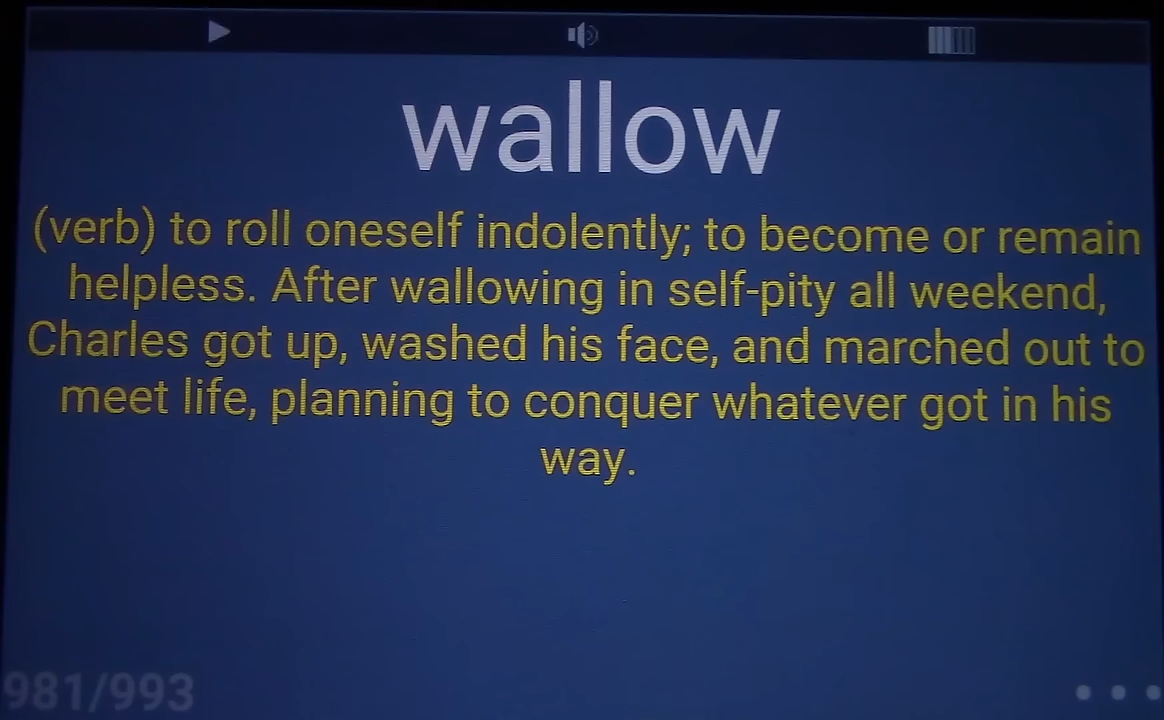 wallow
(verb) to roll oneself indolently; to become or remain
helpless. After wallowing in self-pity all weekend,
Charles got up, washed his face, and marched out to
meet life, planning to conquer whatever got in his
way.
981/993